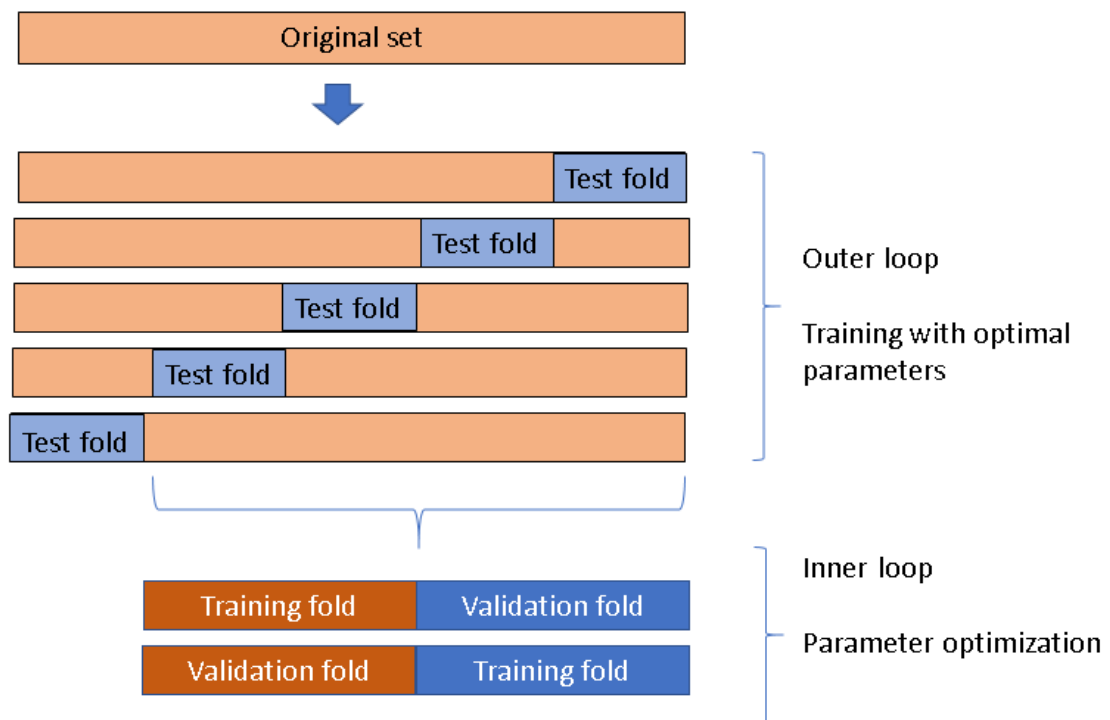 Original set
Test fold
Test fold
Test fold
Test fold
Test fold
Outer loop
Training with optimal
parameters
Training fold
Validation fold
Validation fold
Training fold
Inner loop
Parameter optimization